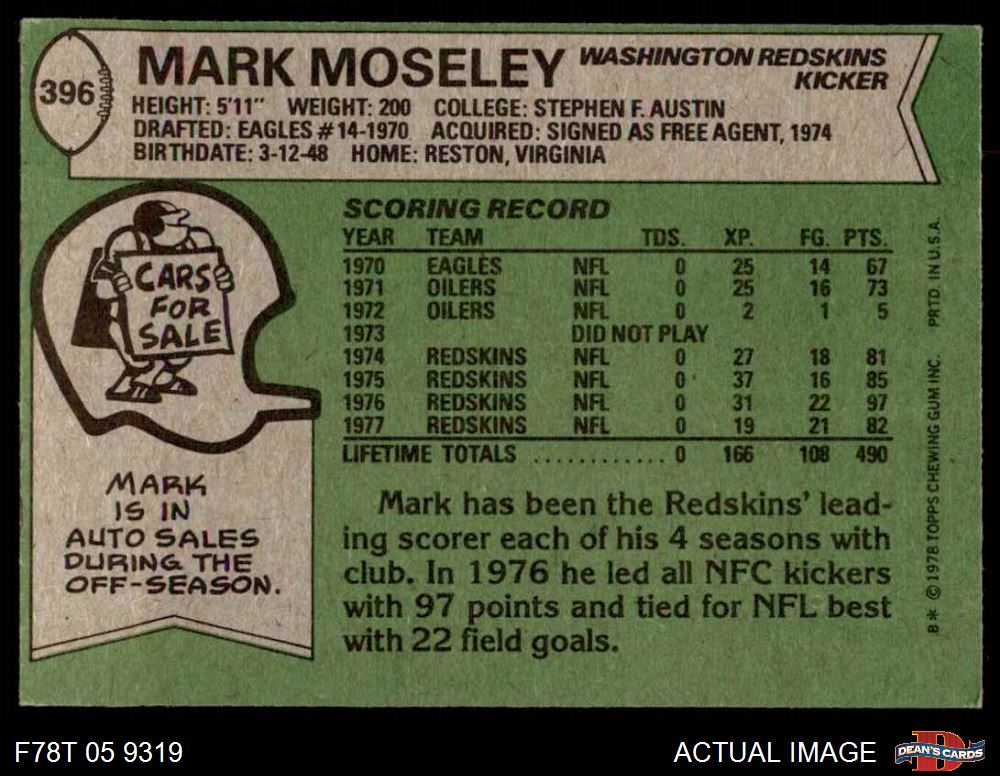 396
MARK MOSELEY WASHINGTON REDSKINS
KICKER
HEIGHT: 5'11" WEIGHT: 200 COLLEGE: STEPHEN F. AUSTIN
DRAFTED: EAGLES #14-1970 ACQUIRED: SIGNED AS FREE AGENT, 1974
BIRTHDATE: 3-12-48 HOME: RESTON, VIRGINIA
CARS
FOR
SALE
MARK
IS IN
AUTO SALES
DURING THE
OFF-SEASON.
SCORING RECORD
YEAR TEAM TDS. XP. FG. PTS.
1970 EAGLES NFL 0 25 14 67
1971 OILERS NFL 0 25 16 73
1972 OILERS NFL 0 2 1 5
1973 DID NOT PLAY
1974 REDSKINS NFL 0 27 18 81
1975 REDSKINS NFL 0 37 16 85
1976 REDSKINS NFL 0 31 22 97
1977 REDSKINS NFL 0 19 21 82
LIFETIME TOTALS ............ 0 166 108 490
Mark has been the Redskins' lead-
ing scorer each of his 4 seasons with
club. In 1976 he led all NFC kickers
with 97 points and tied for NFL best
with 22 field goals.
B* © 1978 TOPPS CHEWING GUM INC. PRTD. IN U.S.A.
F78T 05 9319
ACTUAL IMAGE
DEAN'S CARDS